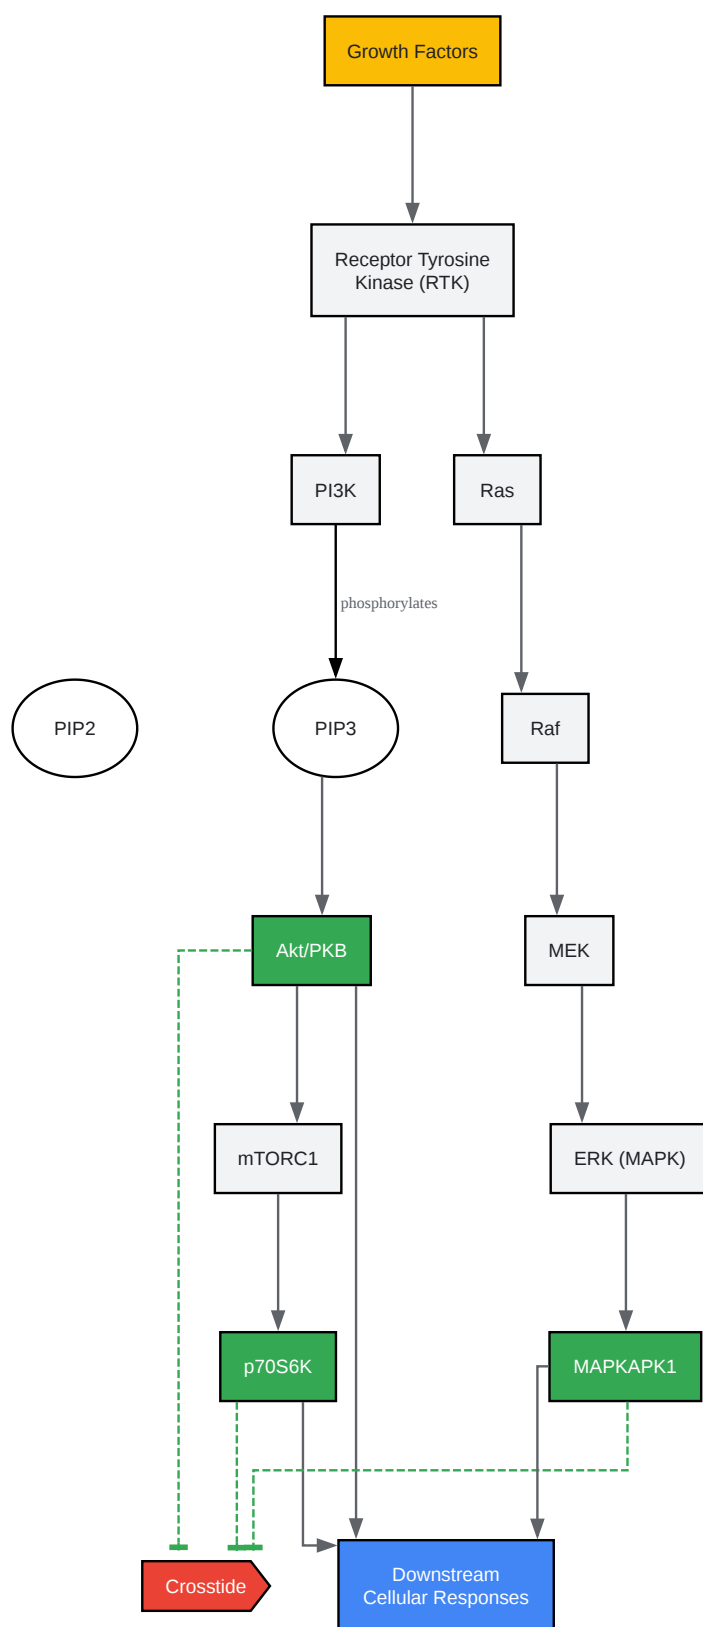 Growth Factors
Receptor Tyrosine
Kinase (RTK)
PI3K
Ras
phosphorylates
PIP2
PIP3
Raf
Akt/PKB
MEK
mTORC1
ERK (MAPK)
p70S6K
MAPKAPK1
Crosstide
Downstream
Cellular Responses